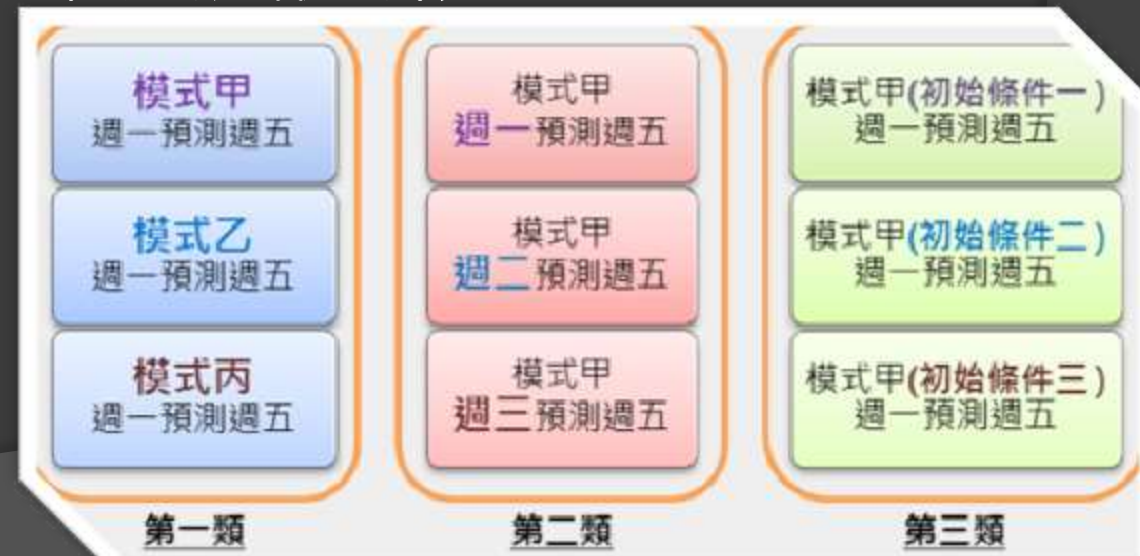 模式甲
週一預測週五
模式乙
週一預測週五
模式丙
週一預測週五
第一類
模式甲
週一預測週五
模式甲
週二預測週五
模式甲
週三預測週五
第二類
模式甲(初始條件一)
週一預測週五
模式甲(初始條件二)
週一預測週五
模式甲(初始條件三)
週一預測週五
第三類